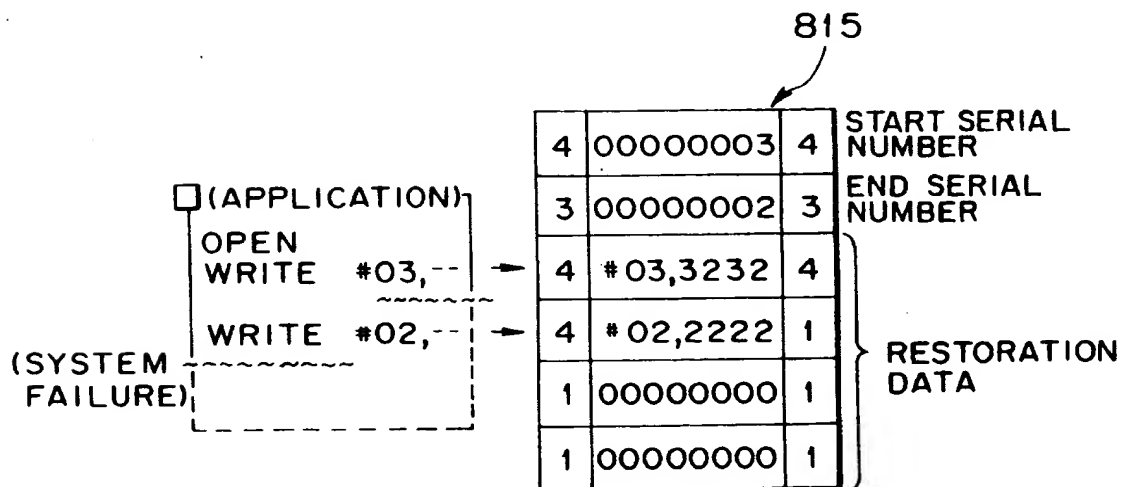 815
4 00000003 4 START SERIAL
NUMBER
3 00000002 3 END SERIAL
NUMBER
(APPLICATION)
OPEN
WRITE #03,-- 4 #03,3232 4
WRITE #02,-- 4 #02,2222 1
(SYSTEM
FAILURE)
RESTORATION
DATA
1 00000000 1
1 00000000 1